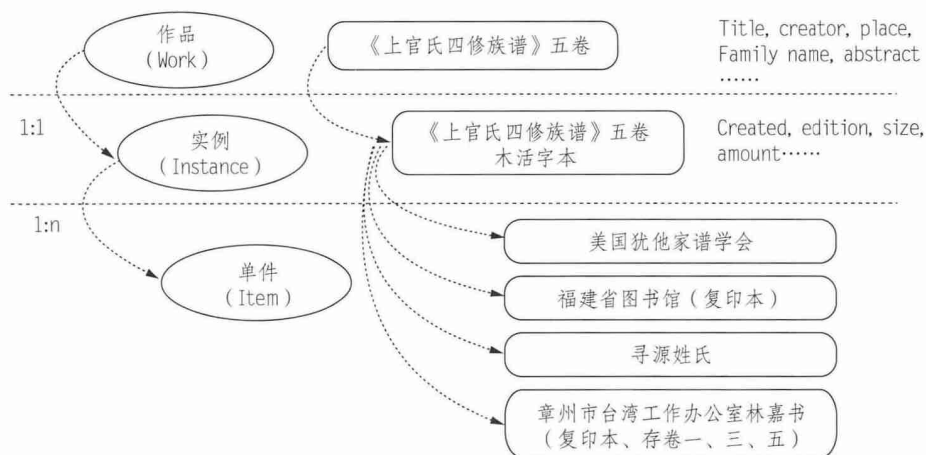 作品
(Work)
《上官氏四修族谱》五卷
Title, creator, place,
Family name, abstract
……
1:1
实例
(Instance)
《上官氏四修族谱》五卷
木活字本
Created, edition, size,
amount……
1:n
单件
(Item)
美国犹他家谱学会
福建省图书馆(复印本)
寻源姓氏
章州市台湾工作办公室林嘉书
(复印本、存卷一、三、五)